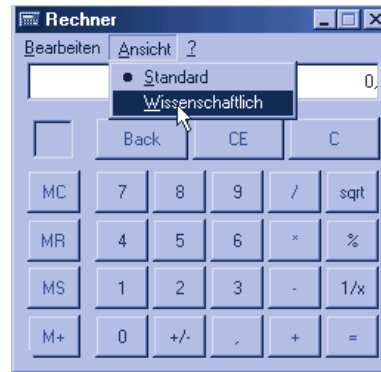 Rechner
Bearbeiten Ansicht ?
Standard
Wissenschaftlich
0,
Back CE C
MC 7 8 9 / sqrt
MR 4 5 6 * %
MS 1 2 3 - 1/x
M+ 0 +/- , + =